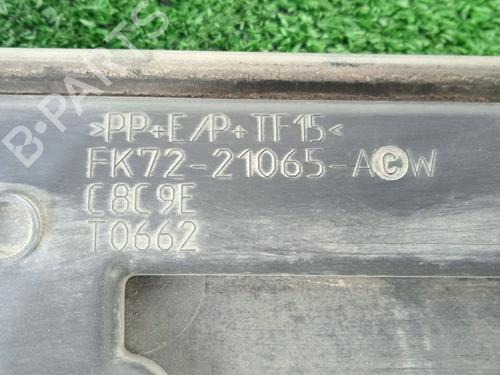 >PP+E/P+TF15<
FK72-21065-AⒸW
C8C9E
T0662
B-Parts